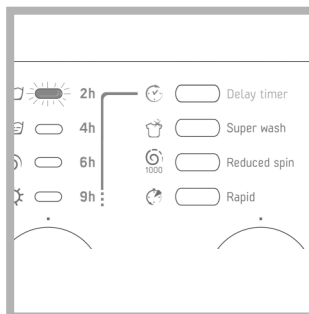 2h Delay timer
4h Super wash
6h 1000 Reduced spin
9h Rapid